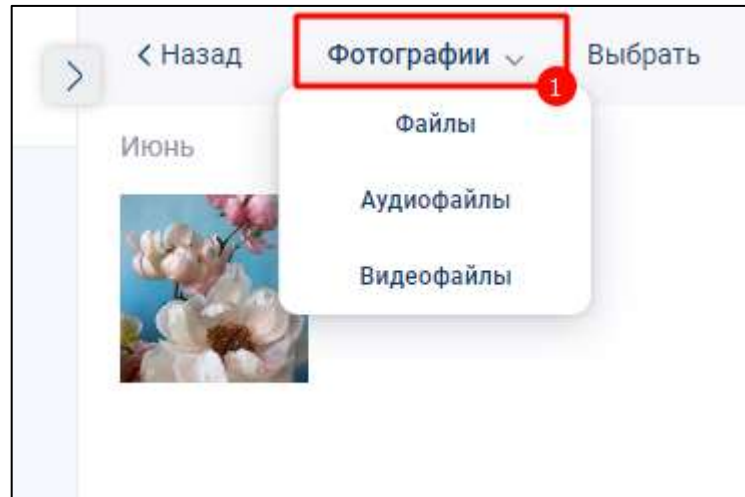 Назад
Фотографии
Выбрать
1
Файлы
Июнь
Аудиофайлы
Видеофайлы